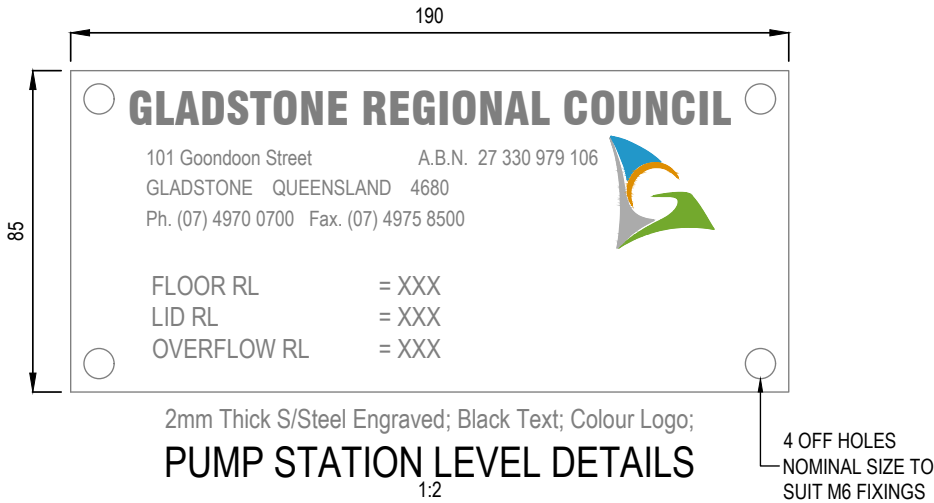 190
85
GLADSTONE REGIONAL COUNCIL
101 Goondoon Street A.B.N. 27 330 979 106
GLADSTONE QUEENSLAND 4680
Ph. (07) 4970 0700 Fax. (07) 4975 8500
FLOOR RL = XXX
LID RL = XXX
OVERFLOW RL = XXX
2mm Thick S/Steel Engraved; Black Text; Colour Logo;
PUMP STATION LEVEL DETAILS
1:2
4 OFF HOLES
NOMINAL SIZE TO
SUIT M6 FIXINGS